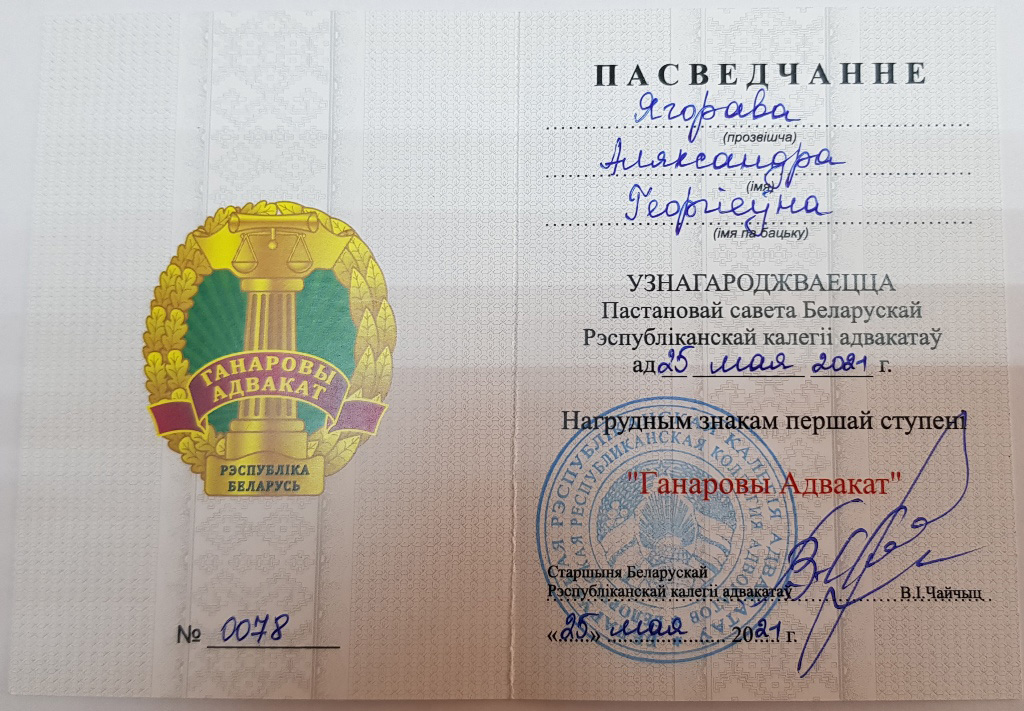 ГАНАРОВЫ
АДВАКАТ
РЭСПУБЛІКА
БЕЛАРУСЬ
№ 0078
ПАСВЕДЧАННЕ
Ягорава
(прозвішча)
Аляксандра
(імя)
Георгіеўна
(імя па бацьку)
УЗНАГАРОДЖВАЕЦЦА
Пастановай савета Беларускай
Рэспубліканскай калегіі адвакатаў
ад 25 мая 2021 г.
Нагрудным знакам першай ступені
"Ганаровы Адвакат"
Старшыня Беларускай
Рэспубліканскай калегіі адвакатаў В.І.Чайчыц
«25» мая 2021 г.